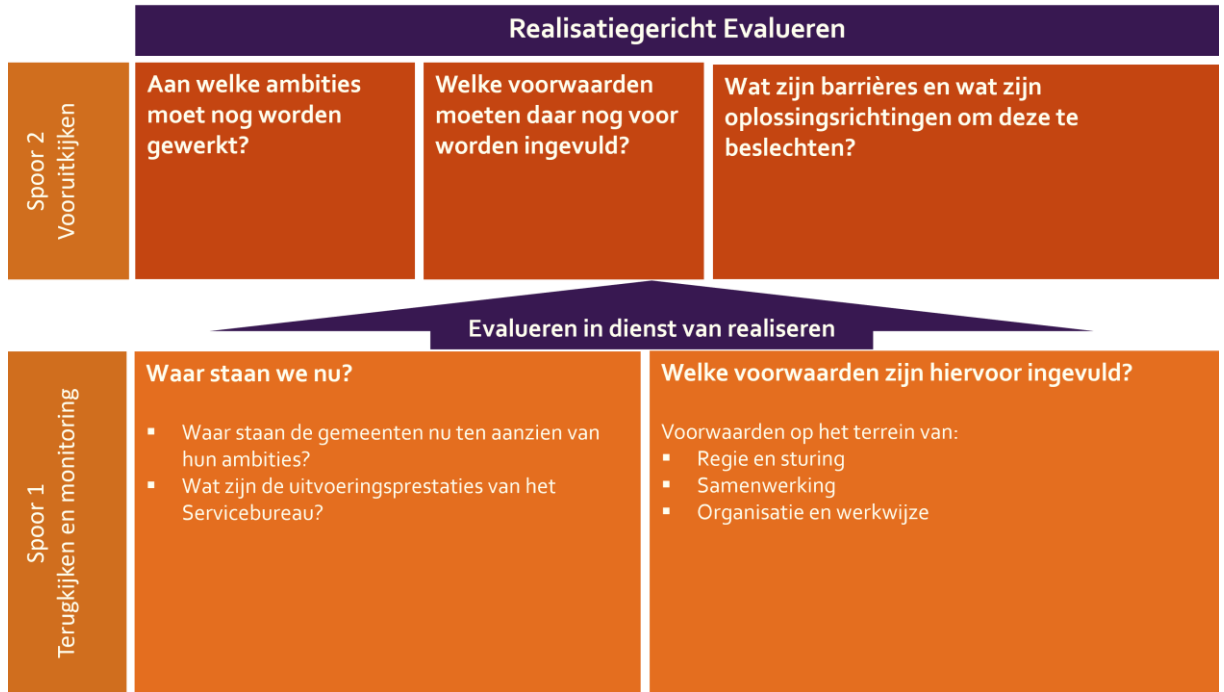 Realisatiegericht Evalueren
Spoor 2
Vooruitkijken
Aan welke ambities
moet nog worden
gewerkt?
Welke voorwaarden
moeten daar nog voor
worden ingevuld?
Wat zijn barrières en wat zijn
oplossingsrichtingen om deze te
beslechten?
Evalueren in dienst van realiseren
Spoor 1
Terugkijken en monitoring
Waar staan we nu?
▪ Waar staan de gemeenten nu ten aanzien van
hun ambities?
▪ Wat zijn de uitvoeringsprestaties van het
Servicebureau?
Welke voorwaarden zijn hiervoor ingevuld?
Voorwaarden op het terrein van:
▪ Regie en sturing
▪ Samenwerking
▪ Organisatie en werkwijze